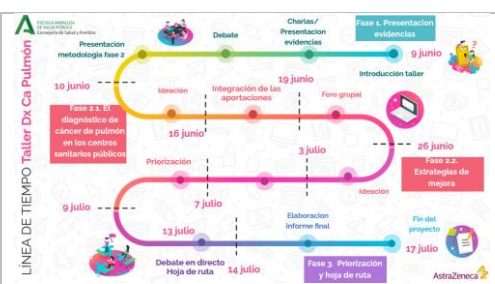 ESCUELA ANDALUZA
DE SALUD PÚBLICA
Consejería de Salud y Familias
LÍNEA DE TIEMPO Taller Dx Ca Pulmón
Presentación
metodología fase 2
Debate
Charlas/
Presentacion
evidencias
Fase 1. Presentacion
evidencias
9 junio
Introducción taller
10 junio
Ideación
Integración de las
aportaciones
19 junio
Foro grupal
Fase 2.1. El
diagnóstico de
cáncer de pulmón
en los centros
sanitarios públicos
16 junio
26 junio
3 julio
Fase 2.2.
Estrategias de
mejora
Priorización
Ideación
9 julio
7 julio
13 julio
Elaboracion
informe final
Fin del
proyecto
17 julio
Debate en directo
Hoja de ruta
14 julio
Fase 3. Priorización
y hoja de ruta
AstraZeneca